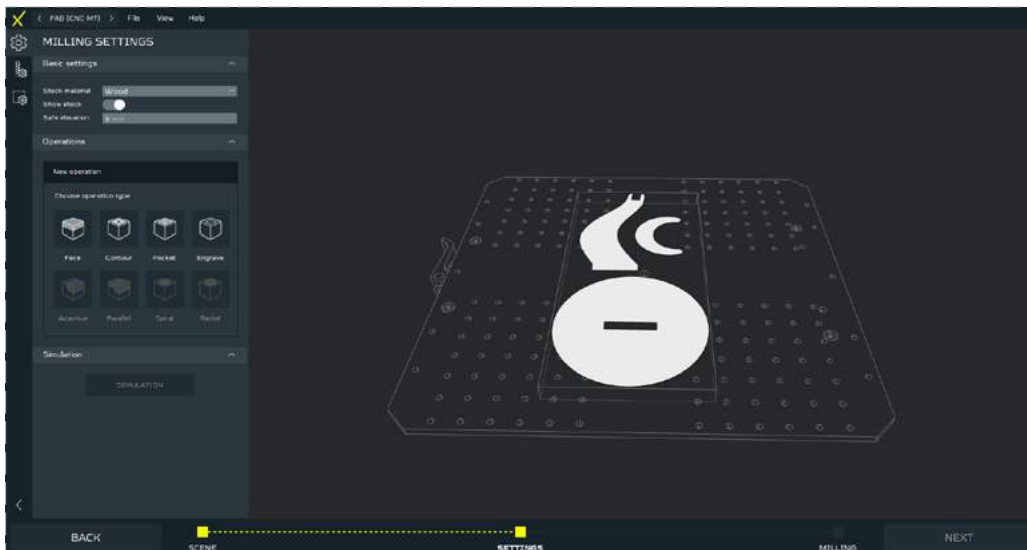 ( FAB (CNC MT) > File View Help
MILLING SETTINGS
Basic settings
Stock material Wood
Show stock
Safe elevation
Operations
New operation
Choose operation type
Face Contour Pocket Engrave
Adaptive Parallel Spiral Radial
Simulation
SIMULATION
BACK
SCENE
SETTINGS
MILLING
NEXT